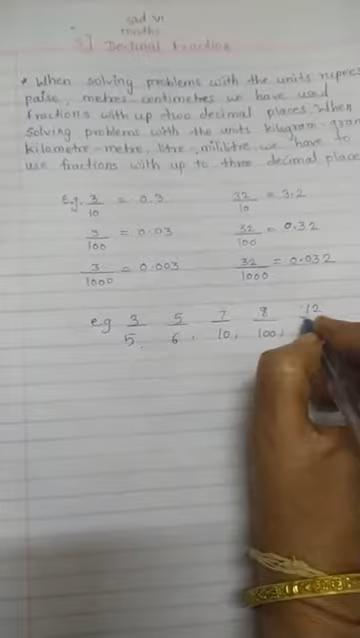 std VI
maths
5] Decimal Fraction
* When solving problems with the units rupees
paise, metres-centimetres we have used
fractions with up two decimal places. When
solving problems with the units kilogram-gram
kilometre-metre, litre, mililitre we have to
use fractions with up to three decimal place
E.g. 3/10 = 0.3 32/10 = 3.2
3/100 = 0.03 32/100 = 0.32
3/1000 = 0.003 32/1000 = 0.032
eg 3/5, 5/6, 7/10, 8/100, 12